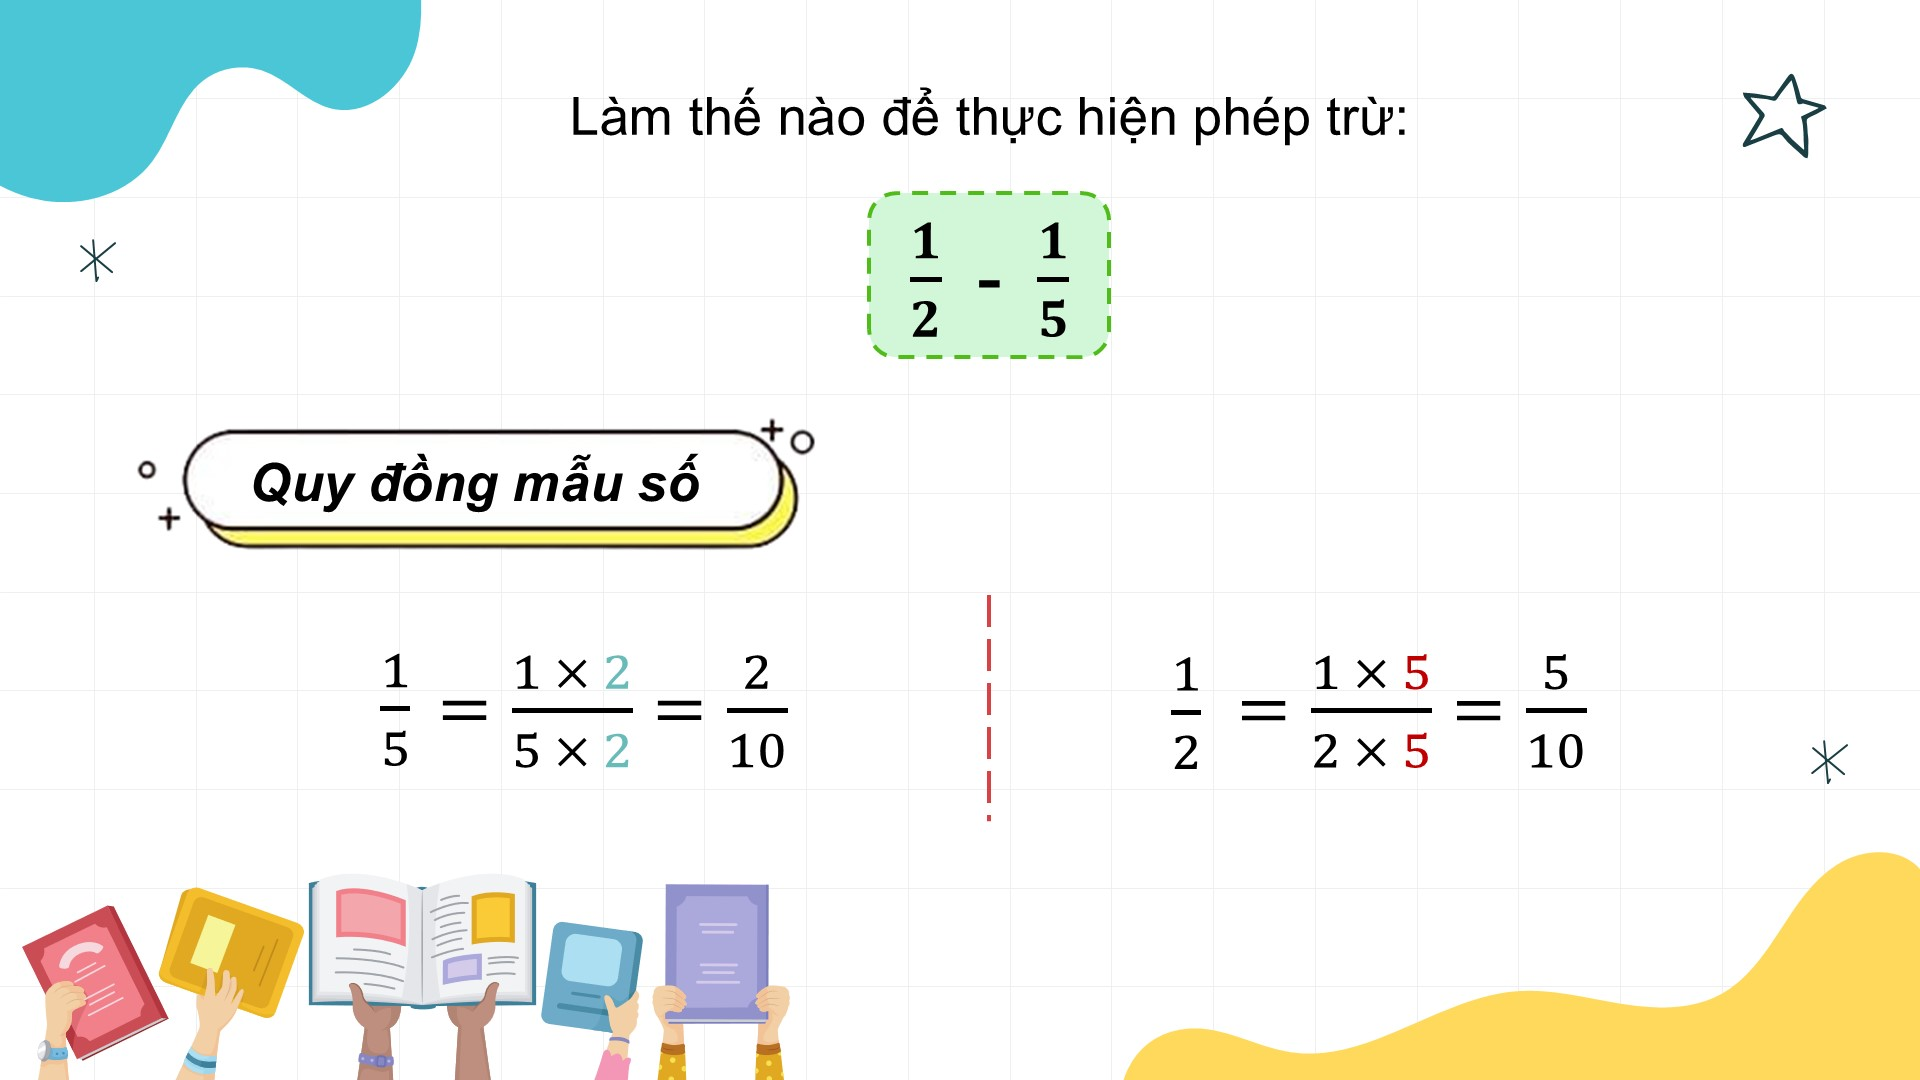 Làm thế nào để thực hiện phép trừ:
1/2 - 1/5
Quy đồng mẫu số
1/5 = (1 × 2)/(5 × 2) = 2/10
1/2 = (1 × 5)/(2 × 5) = 5/10